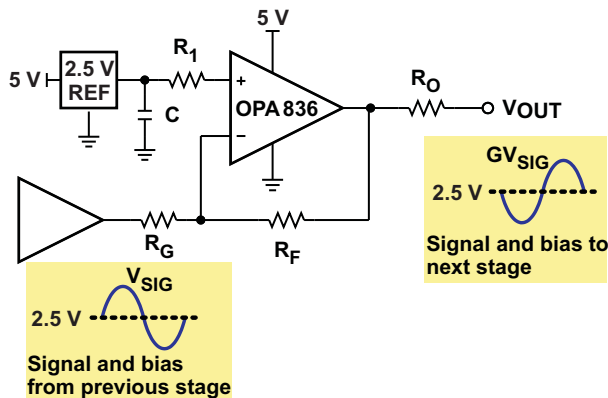 5 V
5 V
2.5 V
REF
R1
C
+
OPA836
−
RO
VOUT
GVSIG
2.5 V
Signal and bias to
next stage
RG
RF
VSIG
2.5 V
Signal and bias
from previous stage